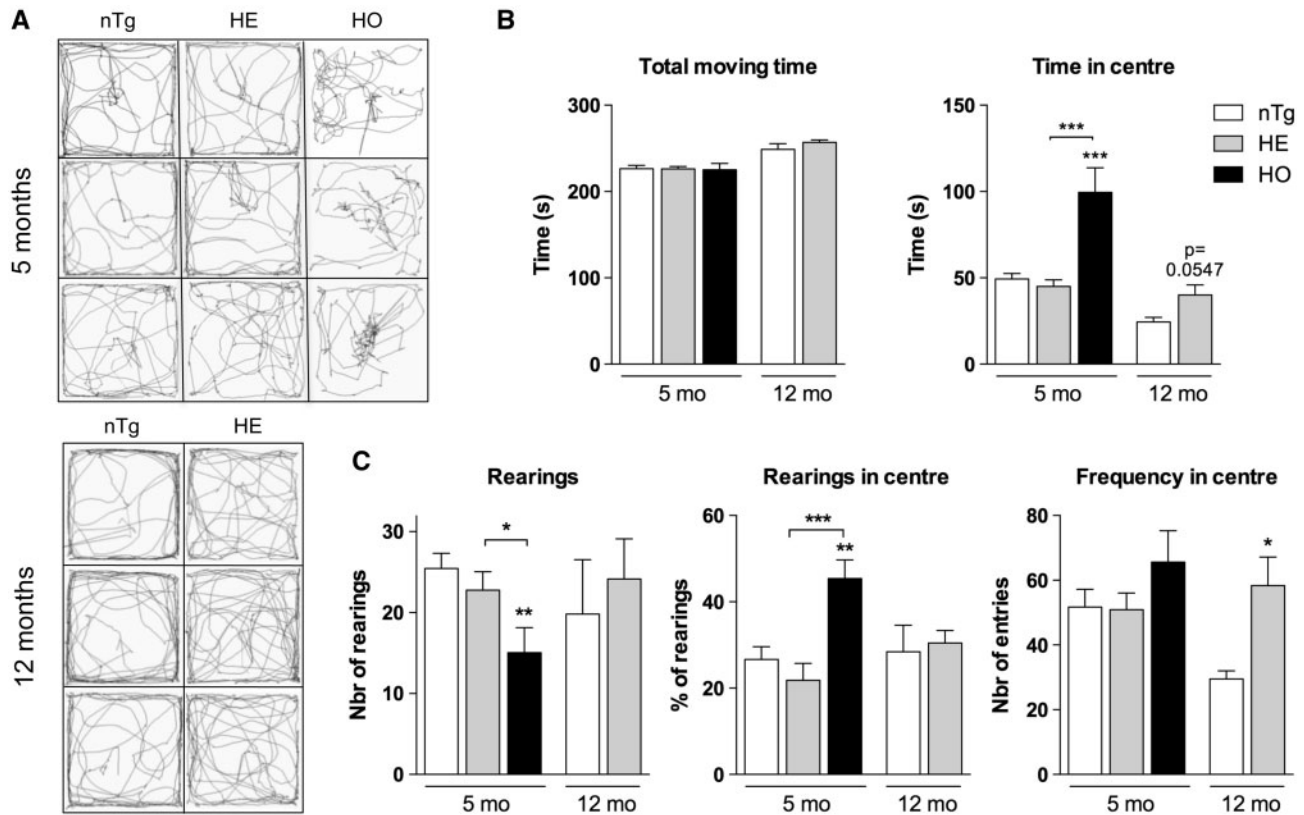 A
nTg HE HO
5 months
nTg HE
12 months
B
Total moving time
Time (s)
300
200
100
0
5 mo 12 mo
Time in centre
Time (s)
150
100
50
0
***
***
p=
0.0547
5 mo 12 mo
nTg
HE
HO
C
Rearings
Nbr of rearings
30
20
10
0
*
**
5 mo 12 mo
Rearings in centre
% of rearings
60
40
20
0
***
**
5 mo 12 mo
Frequency in centre
Nbr of entries
80
60
40
20
0
*
5 mo 12 mo